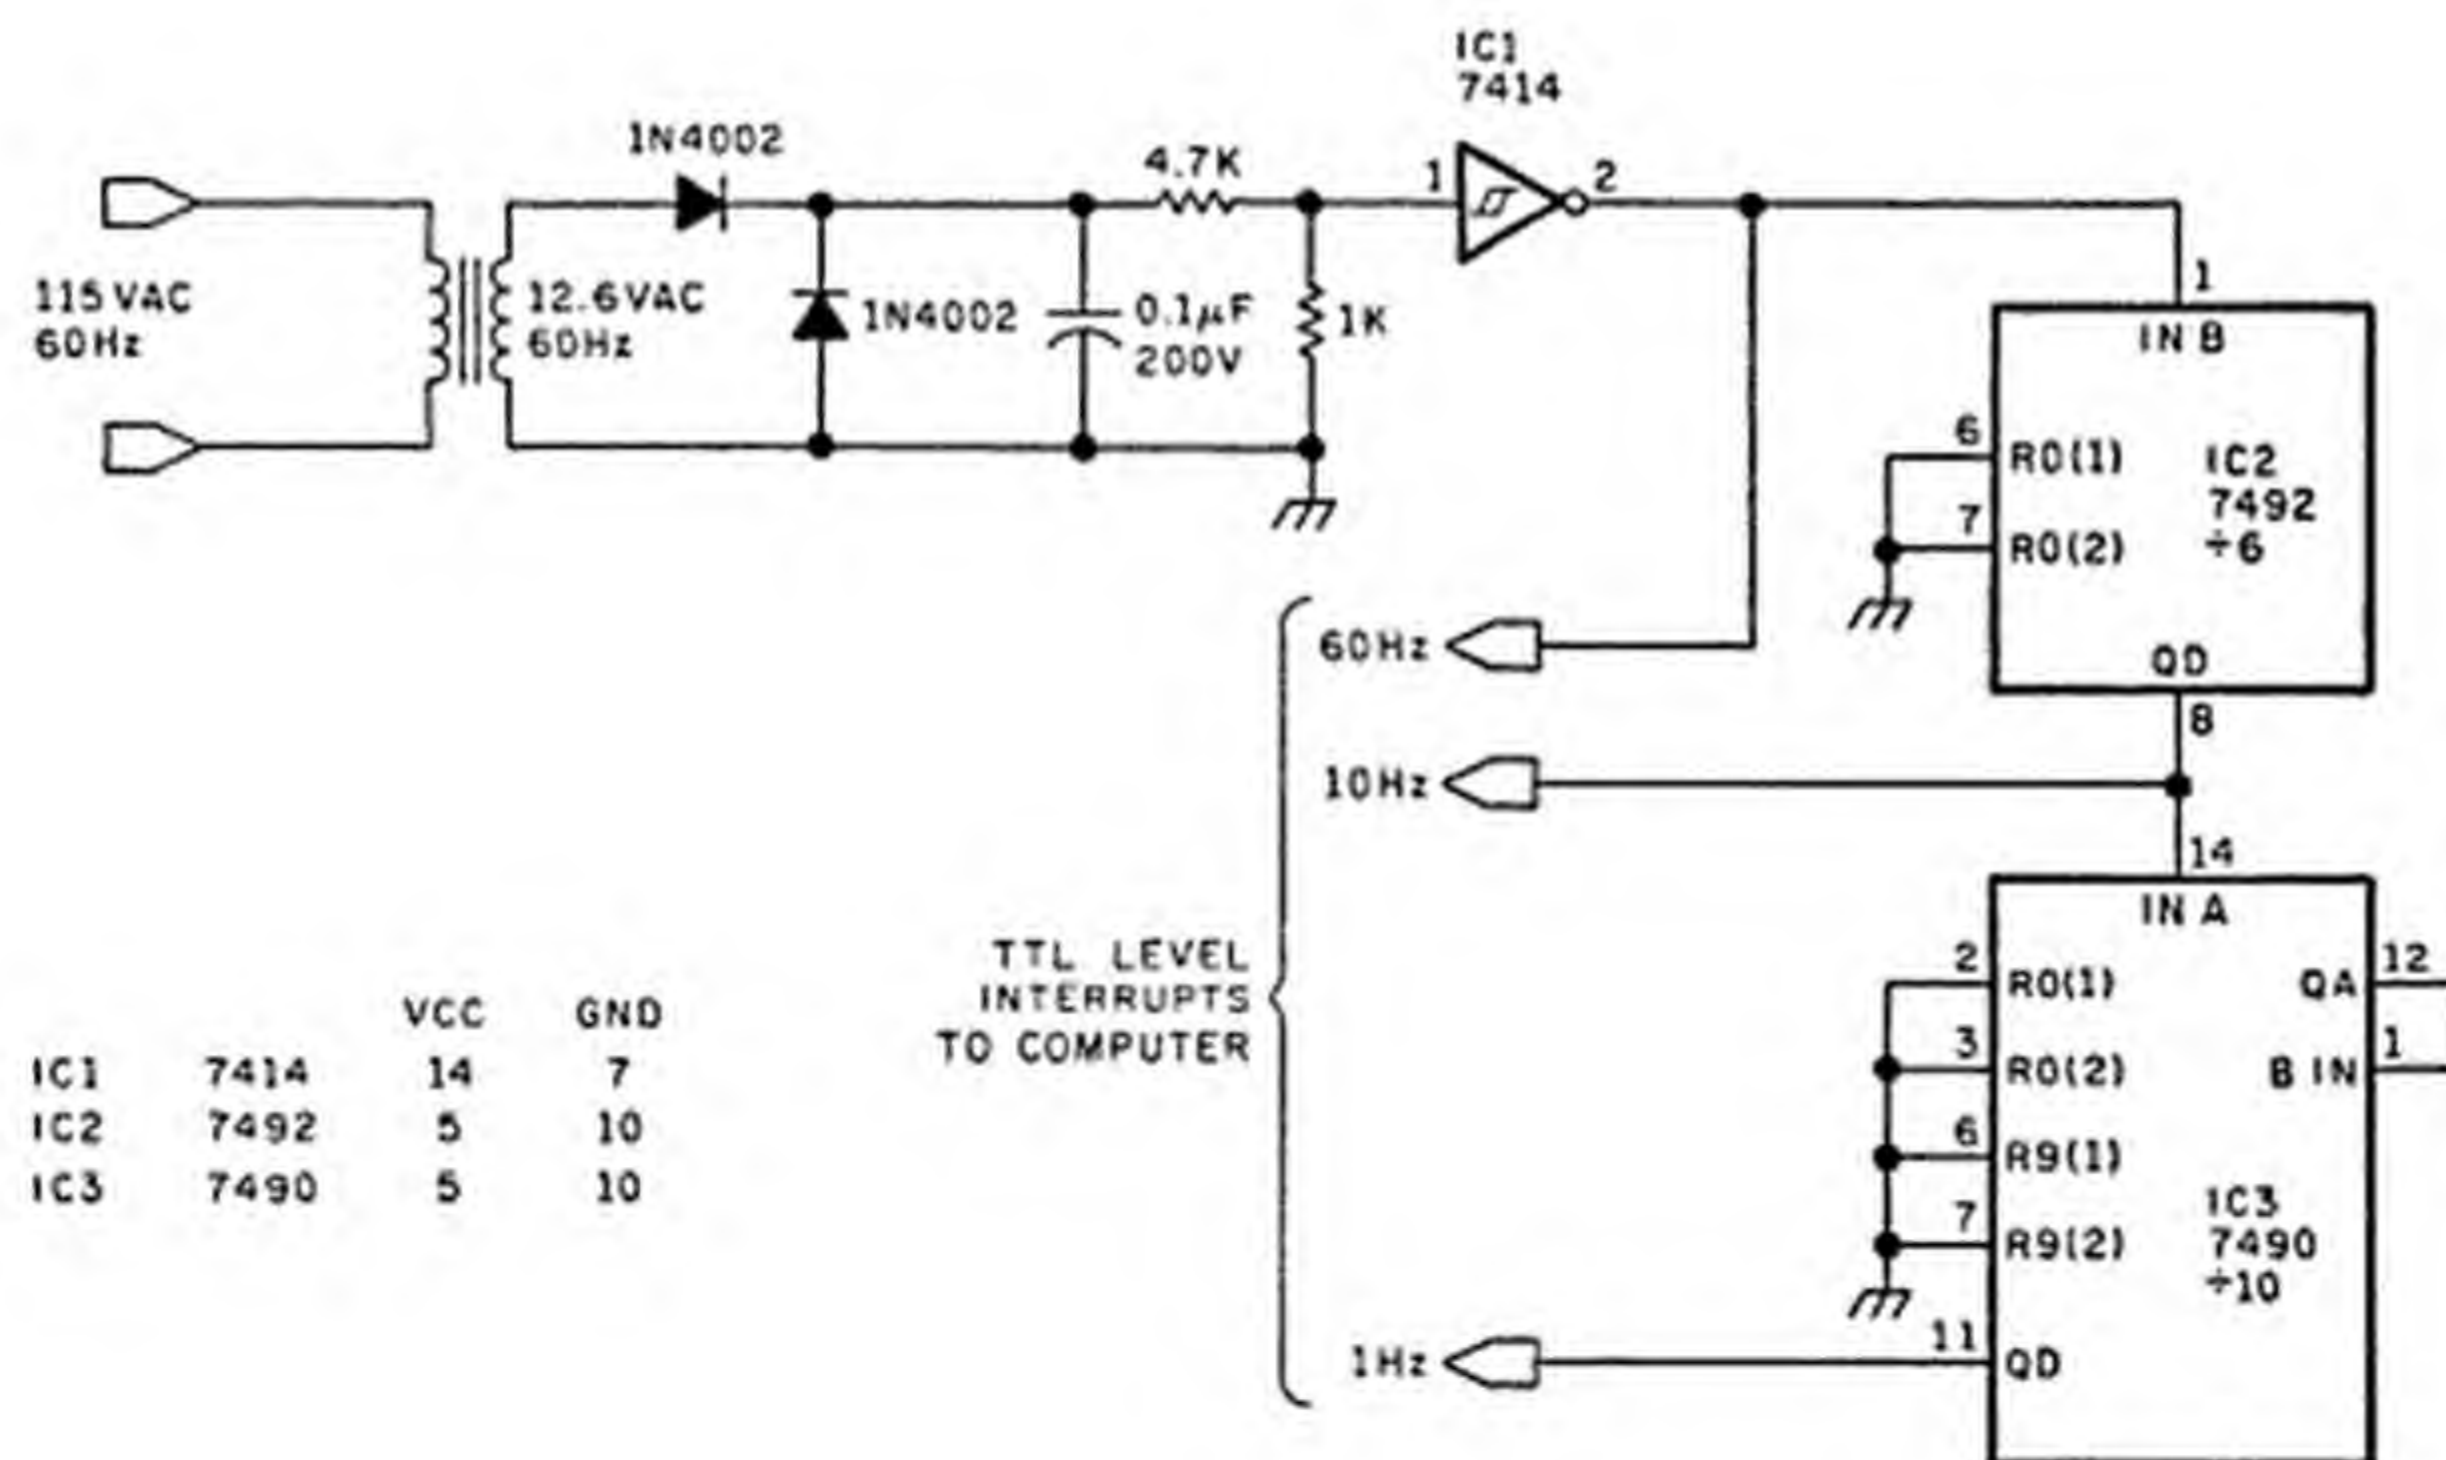 IC1
7414
1N4002
4.7K
1
2
115 VAC
60Hz
12.6VAC
60Hz
1N4002
0.1µF
200V
1K
1
IN B
6
R0(1)
7
R0(2)
IC2
7492
÷6
QD
8
60Hz
10Hz
14
IN A
2
R0(1)
QA
12
3
R0(2)
B IN
1
6
R9(1)
7
R9(2)
IC3
7490
÷10
11
QD
1Hz
TTL LEVEL
INTERRUPTS
TO COMPUTER
VCC GND
IC1 7414 14 7
IC2 7492 5 10
IC3 7490 5 10